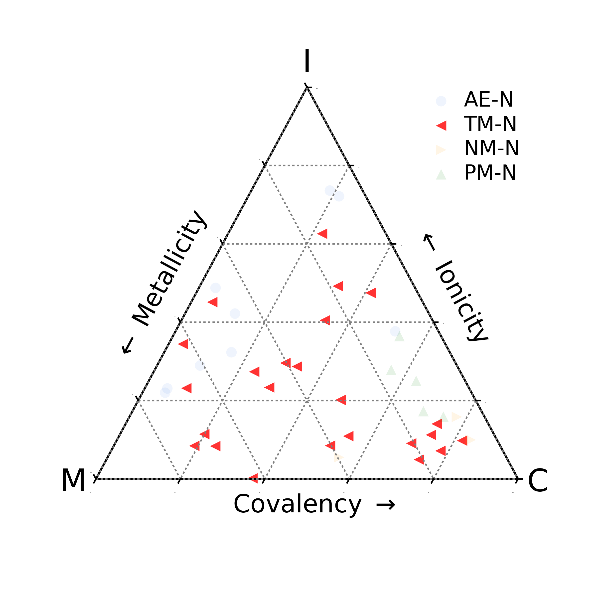 I
AE-N
TM-N
NM-N
PM-N
← Metallicity
← Ionicity
M
C
Covalency →